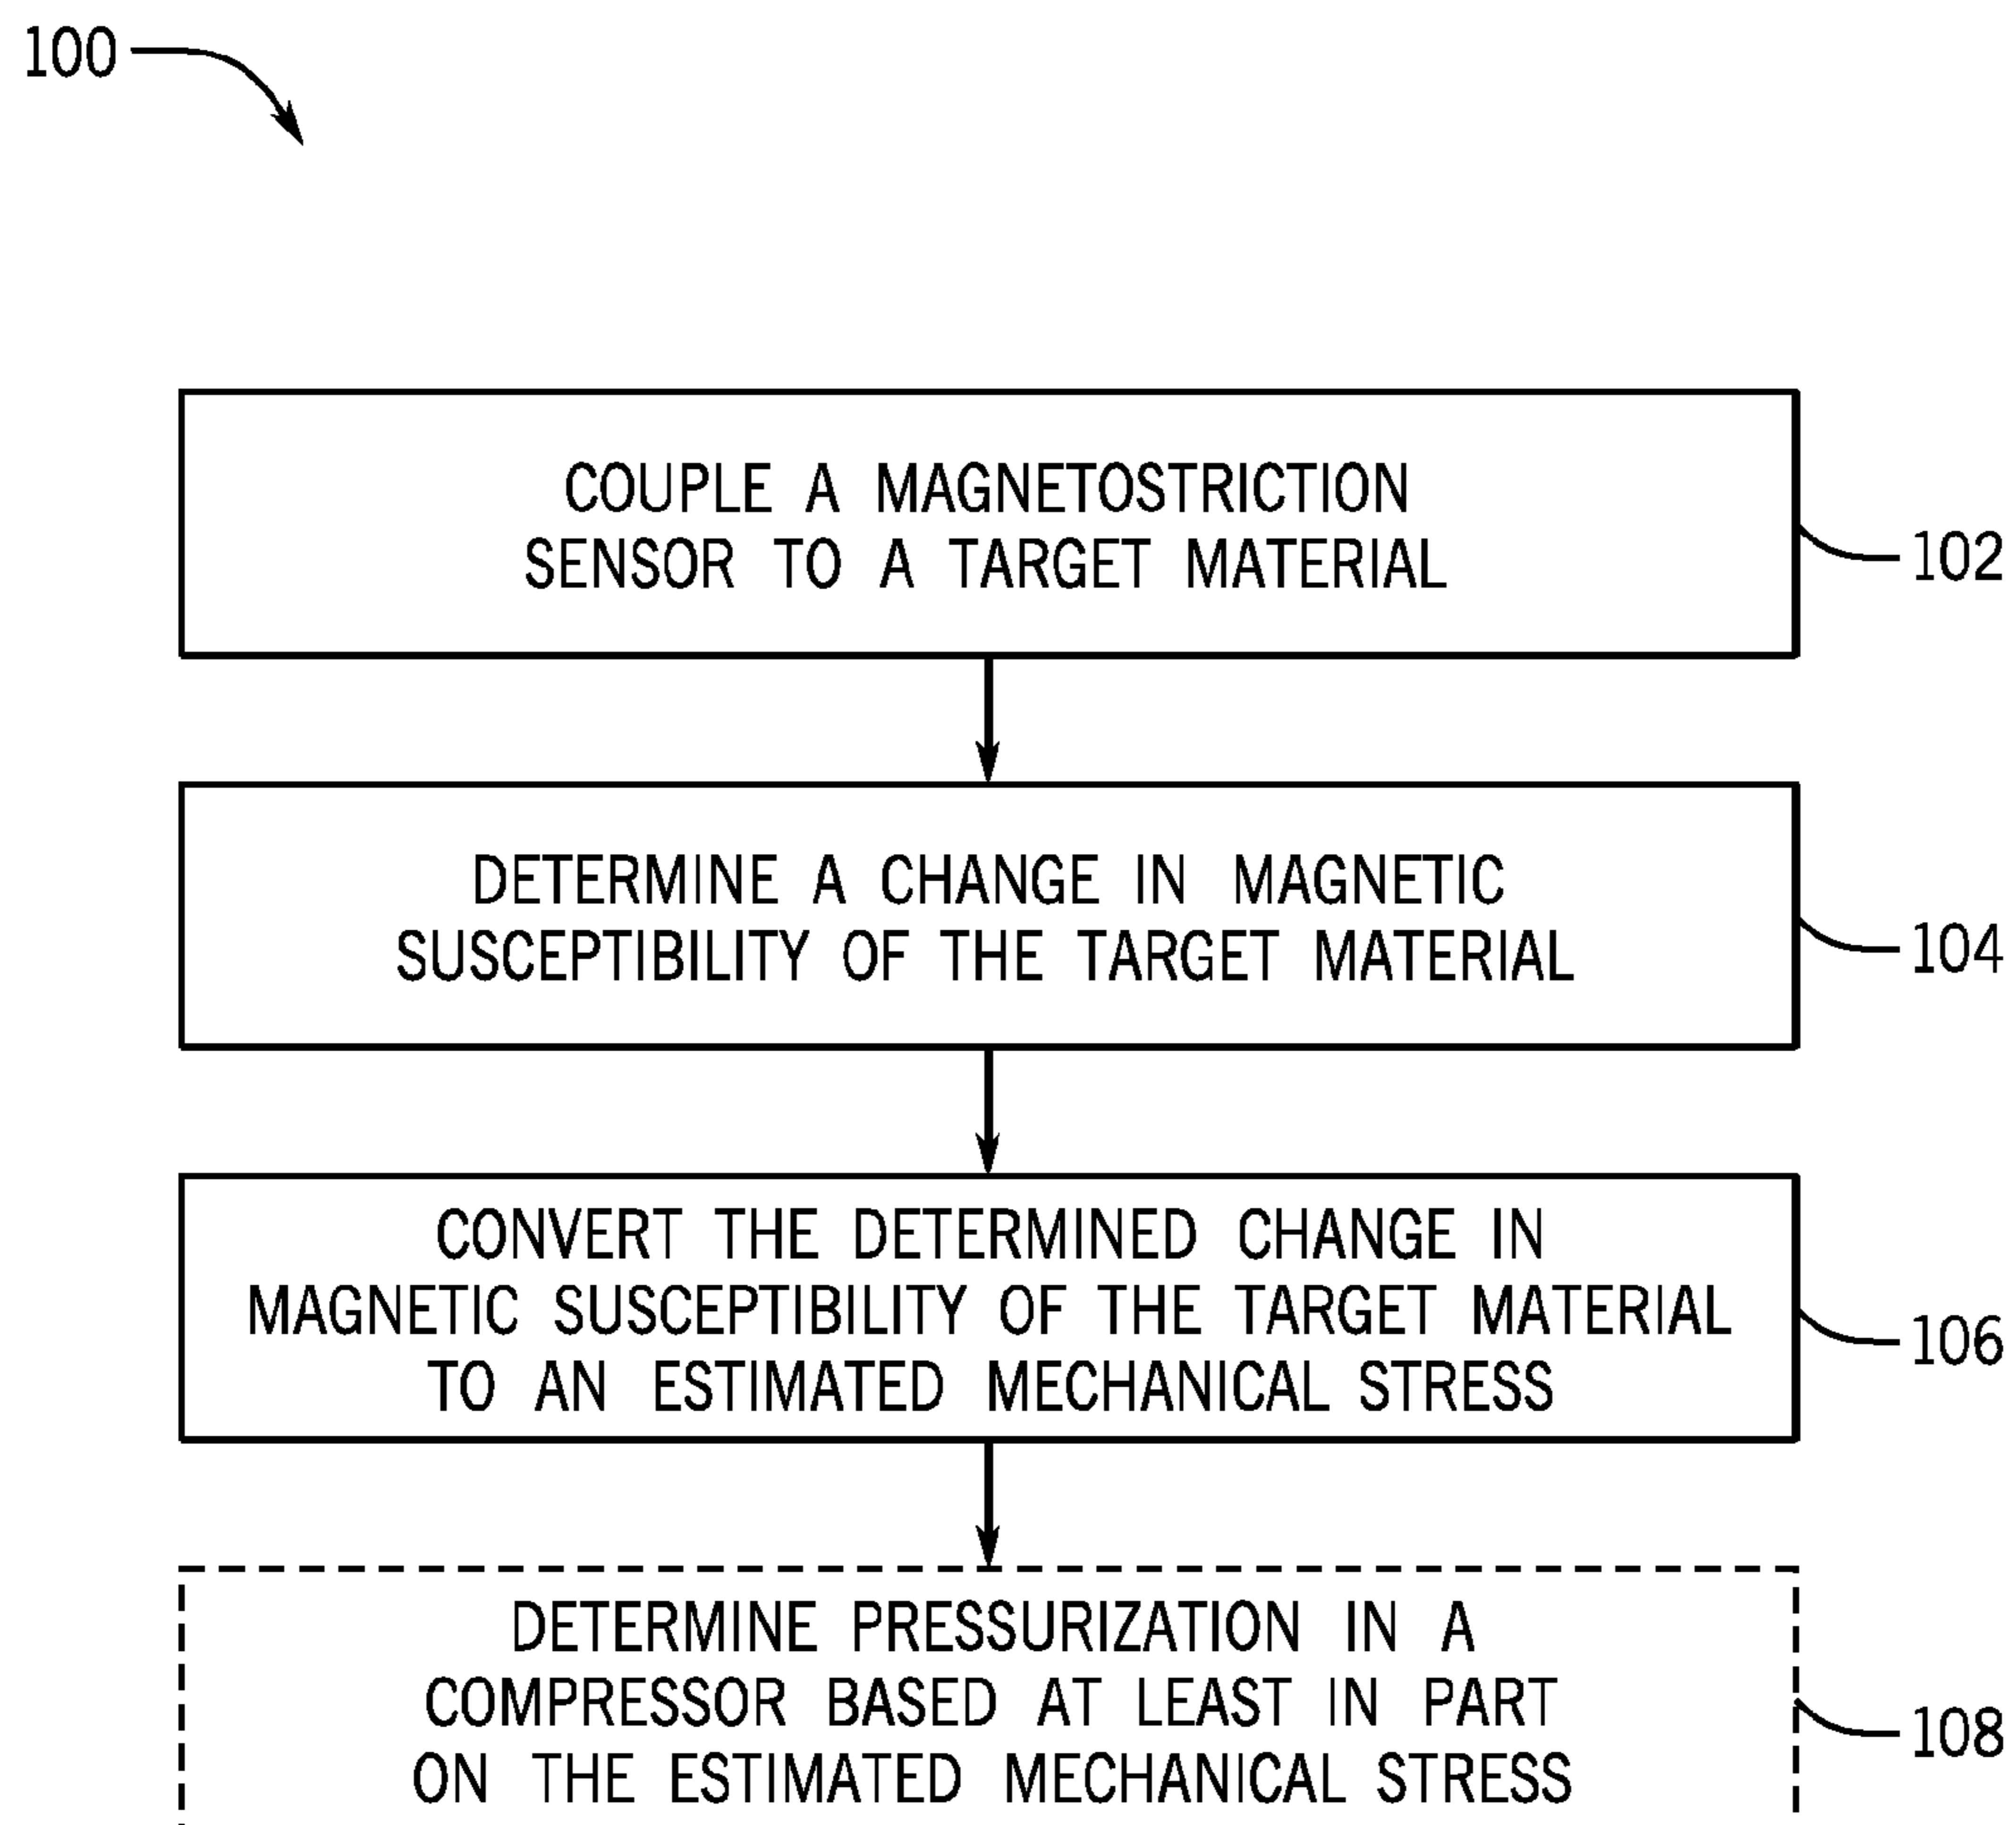 100
COUPLE A MAGNETOSTRICTION
SENSOR TO A TARGET MATERIAL
102
DETERMINE A CHANGE IN MAGNETIC
SUSCEPTIBILITY OF THE TARGET MATERIAL
104
CONVERT THE DETERMINED CHANGE IN
MAGNETIC SUSCEPTIBILITY OF THE TARGET MATERIAL
TO AN ESTIMATED MECHANICAL STRESS
106
DETERMINE PRESSURIZATION IN A
COMPRESSOR BASED AT LEAST IN PART
ON THE ESTIMATED MECHANICAL STRESS
108